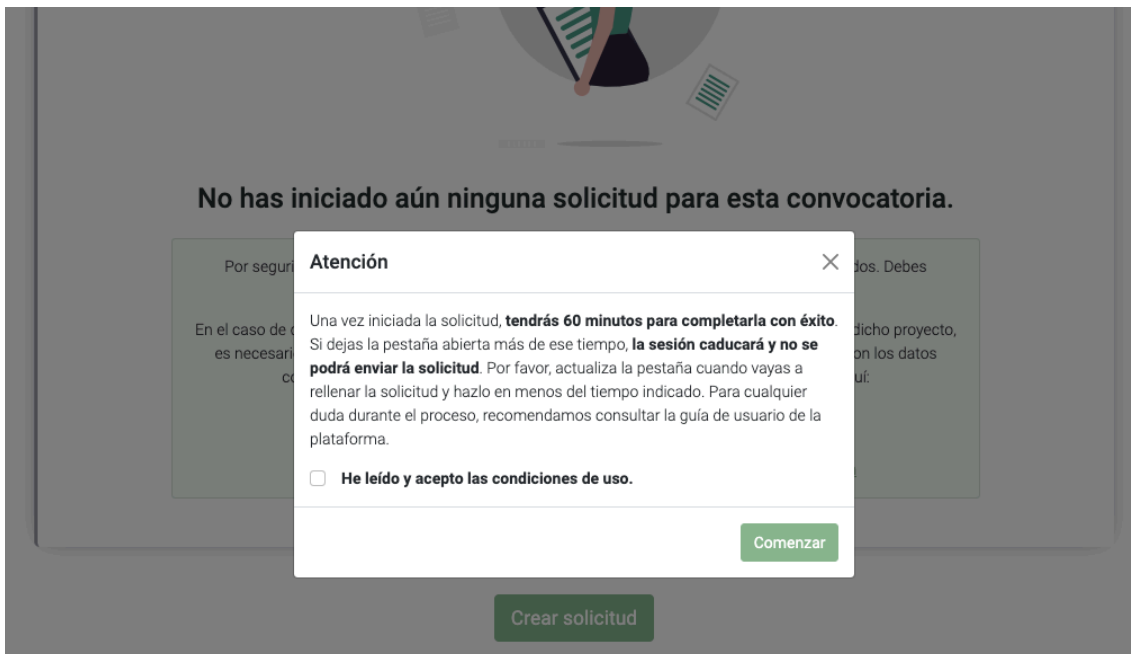 No has iniciado aún ninguna solicitud para esta convocatoria.
Por seguri
dos. Debes
En el caso de
dicho proyecto,
es necesari
on los datos
co
uí:
Atención
Una vez iniciada la solicitud, tendrás 60 minutos para completarla con éxito.
Si dejas la pestaña abierta más de ese tiempo, la sesión caducará y no se
podrá enviar la solicitud. Por favor, actualiza la pestaña cuando vayas a
rellenar la solicitud y hazlo en menos del tiempo indicado. Para cualquier
duda durante el proceso, recomendamos consultar la guía de usuario de la
plataforma.
He leído y acepto las condiciones de uso.
Comenzar
Crear solicitud